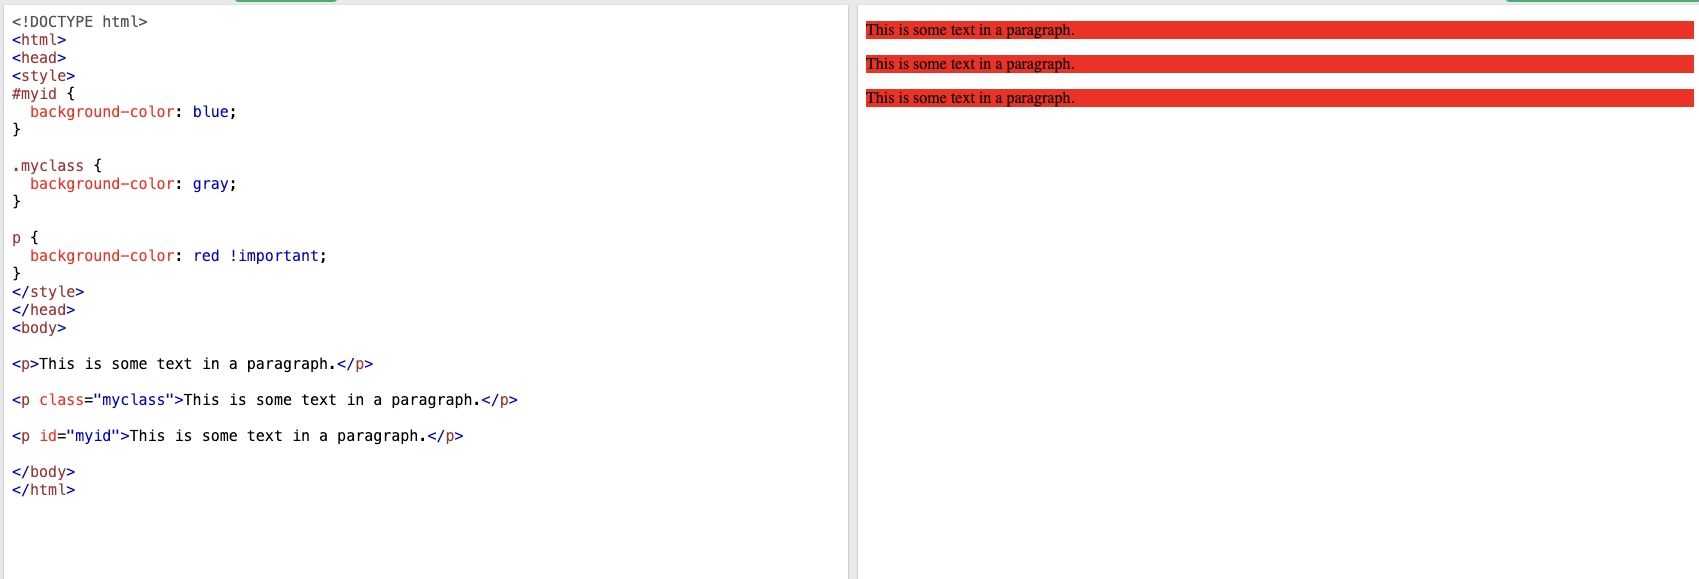 <!DOCTYPE html>
<html>
<head>
<style>
#myid {
  background-color: blue;
}

.myclass {
  background-color: gray;
}

p {
  background-color: red !important;
}
</style>
</head>
<body>

<p>This is some text in a paragraph.</p>

<p class="myclass">This is some text in a paragraph.</p>

<p id="myid">This is some text in a paragraph.</p>

</body>
</html>
This is some text in a paragraph.
This is some text in a paragraph.
This is some text in a paragraph.